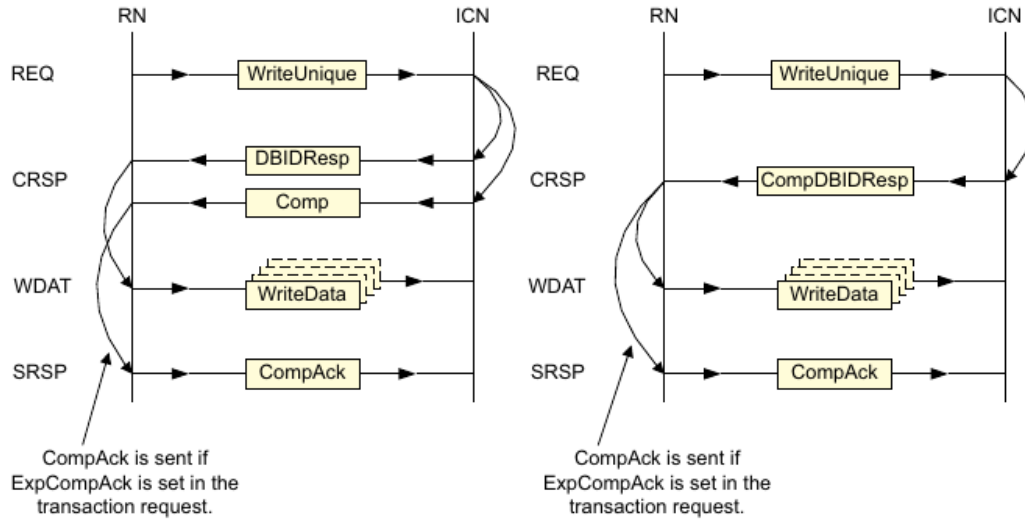 RN ICN RN ICN
REQ WriteUnique REQ WriteUnique
DBIDResp
CRSP CRSP CompDBIDResp
Comp
WDAT WriteData WDAT WriteData
SRSP CompAck SRSP CompAck
CompAck is sent if
ExpCompAck is set in the
transaction request.
CompAck is sent if
ExpCompAck is set in the
transaction request.